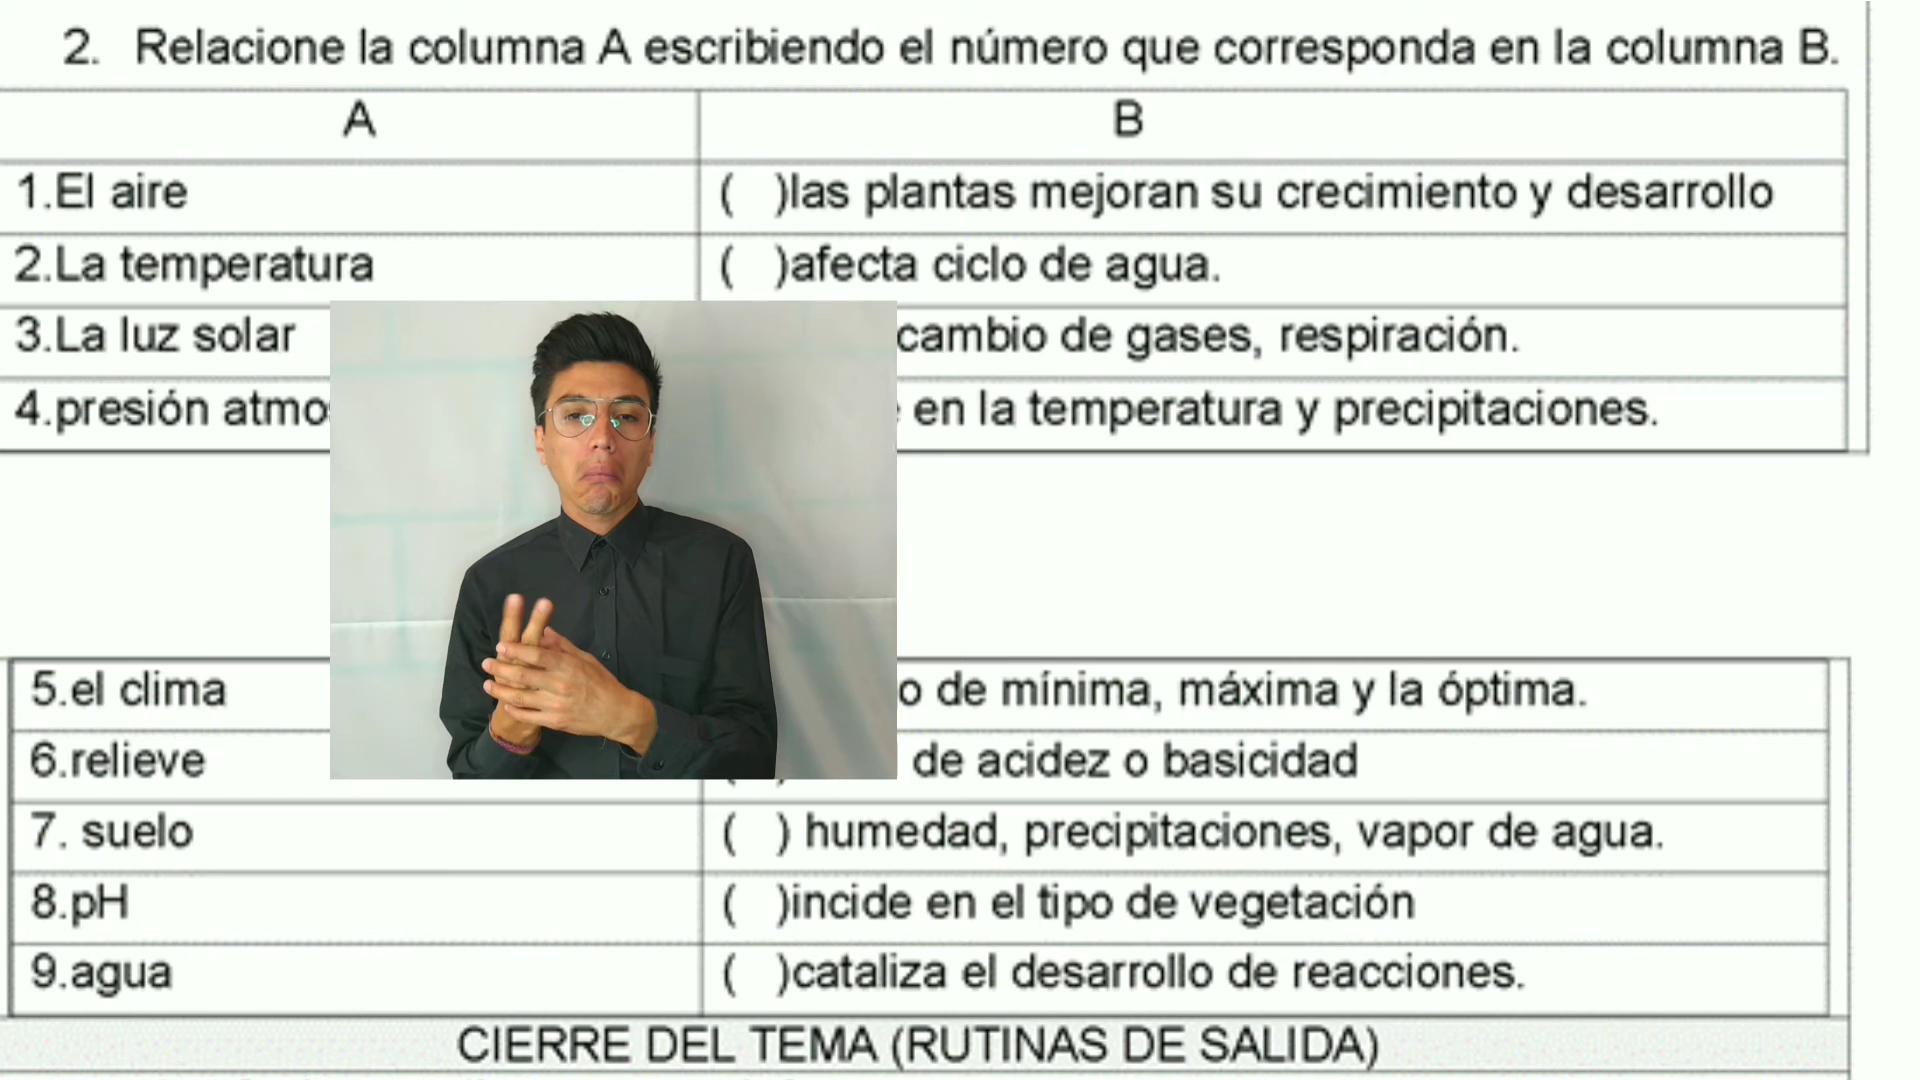 2. Relacione la columna A escribiendo el número que corresponda en la columna B.
A B
1.El aire ( )las plantas mejoran su crecimiento y desarrollo
2.La temperatura ( )afecta ciclo de agua.
3.La luz solar cambio de gases, respiración.
4.presión en la temperatura y precipitaciones.
5.el clima de mínima, máxima y la óptima.
6.relieve de acidez o basicidad
7. suelo ( ) humedad, precipitaciones, vapor de agua.
8.pH ( )incide en el tipo de vegetación
9.agua ( )cataliza el desarrollo de reacciones.
CIERRE DEL TEMA (RUTINAS DE SALIDA)